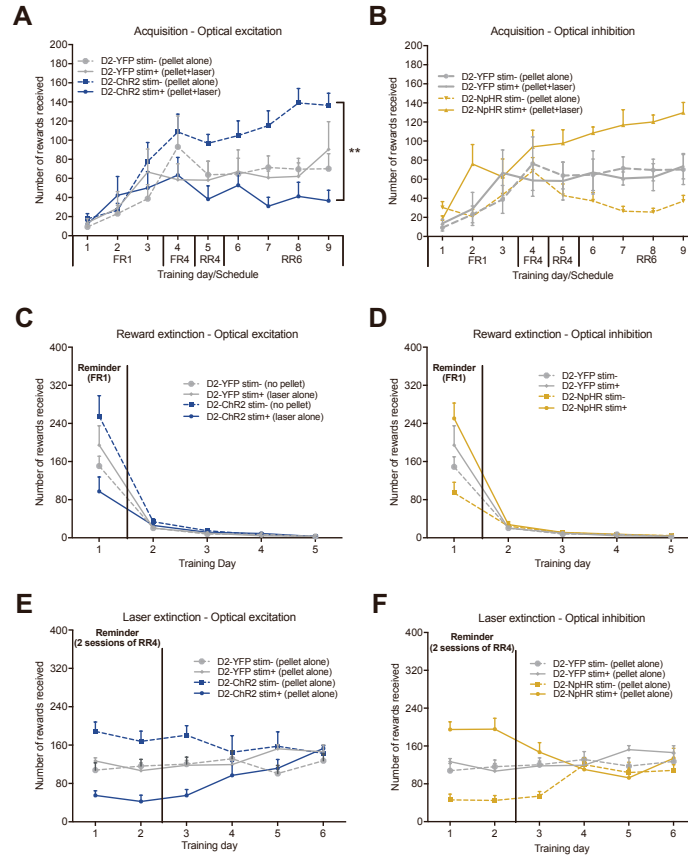 A
Acquisition - Optical excitation
Number of rewards received
200
180
160
140
120
100
80
60
40
20
0
D2-YFP stim- (pellet alone)
D2-YFP stim+ (pellet+laser)
D2-ChR2 stim- (pellet alone)
D2-ChR2 stim+ (pellet+laser)
**
1 2 3 4 5 6 7 8 9
FR1 FR4 RR4 RR6
Training day/Schedule
B
Acquisition - Optical inhibition
Number of rewards received
200
180
160
140
120
100
80
60
40
20
0
D2-YFP stim- (pellet alone)
D2-YFP stim+ (pellet+laser)
D2-NpHR stim- (pellet alone)
D2-NpHR stim+ (pellet+laser)
1 2 3 4 5 6 7 8 9
FR1 FR4 RR4 RR6
Training day/Schedule
C
Reward extinction - Optical excitation
Number of rewards received
400
320
240
160
80
0
Reminder
(FR1)
D2-YFP stim- (no pellet)
D2-YFP stim+ (laser alone)
D2-ChR2 stim- (no pellet)
D2-ChR2 stim+ (laser alone)
1 2 3 4 5
Training Day
D
Reward extinction - Optical inhibition
Number of rewards received
400
320
240
160
80
0
Reminder
(FR1)
D2-YFP stim-
D2-YFP stim+
D2-NpHR stim-
D2-NpHR stim+
1 2 3 4 5
Training Day
E
Laser extinction - Optical excitation
Number of rewards received
400
320
240
160
80
0
Reminder
(2 sessions of RR4)
D2-YFP stim- (pellet alone)
D2-YFP stim+ (pellet alone)
D2-ChR2 stim- (pellet alone)
D2-ChR2 stim+ (pellet alone)
1 2 3 4 5 6
Training day
F
Laser extinction - Optical inhibition
Number of rewards received
400
320
240
160
80
0
Reminder
(2 sessions of RR4)
D2-YFP stim- (pellet alone)
D2-YFP stim+ (pellet alone)
D2-NpHR stim- (pellet alone)
D2-NpHR stim+ (pellet alone)
1 2 3 4 5 6
Training day